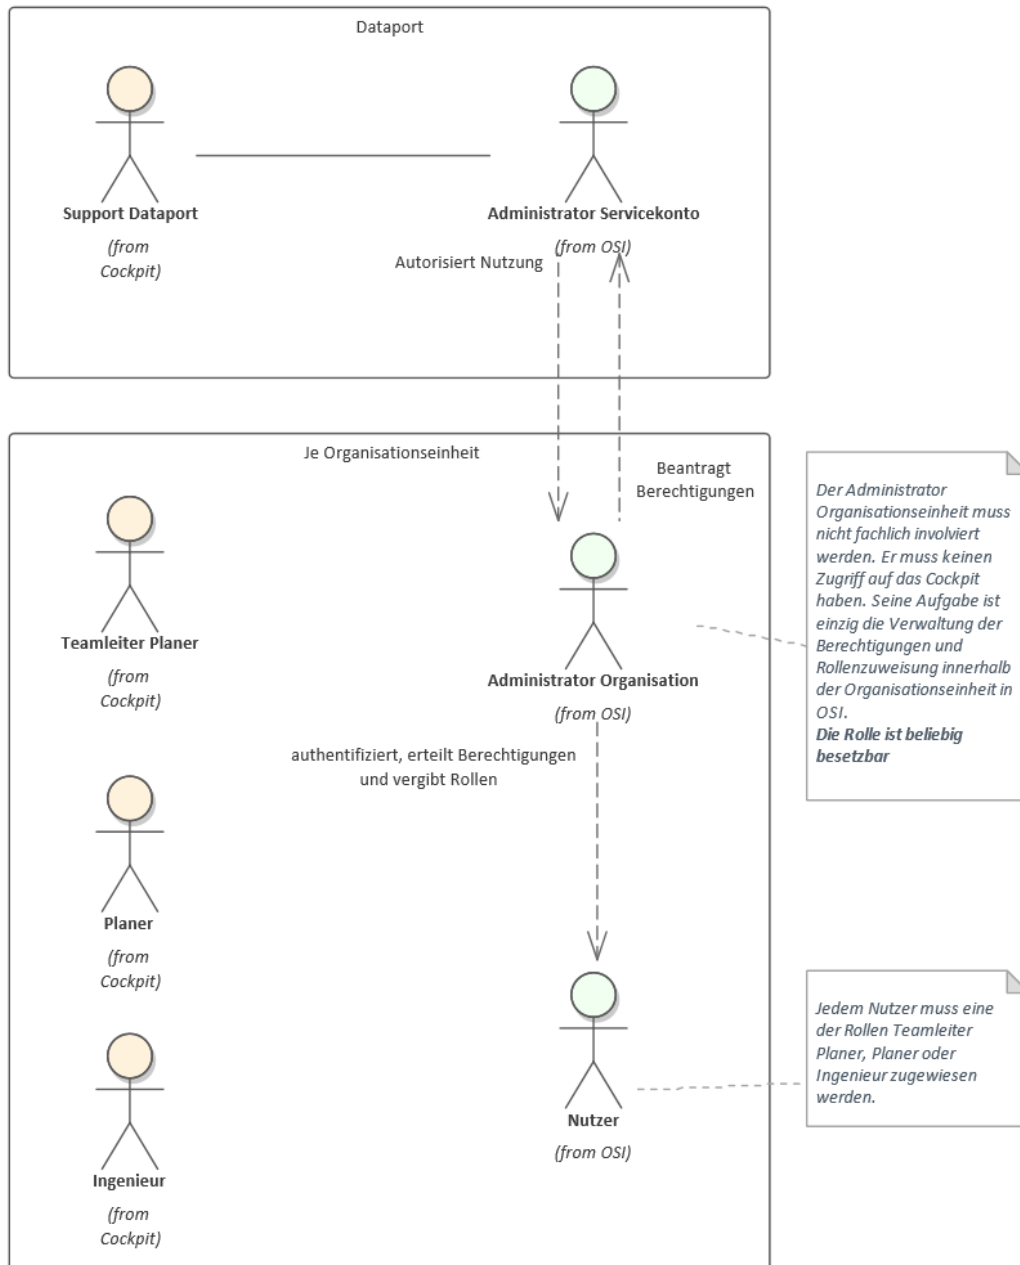 Dataport
Support Dataport
(from
Cockpit)
Administrator Servicekonto
(from OSI)
Autorisiert Nutzung
Je Organisationseinheit
Beantragt
Berechtigungen
Teamleiter Planer
(from
Cockpit)
Administrator Organisation
(from OSI)
Der Administrator
Organisationseinheit muss
nicht fachlich involviert
werden. Er muss keinen
Zugriff auf das Cockpit
haben. Seine Aufgabe ist
einzig die Verwaltung der
Berechtigungen und
Rollenzuweisung innerhalb
der Organisationseinheit in
OSI.
Die Rolle ist beliebig
besetzbar
authentifiziert, erteilt Berechtigungen
und vergibt Rollen
Planer
(from
Cockpit)
Nutzer
(from OSI)
Jedem Nutzer muss eine
der Rollen Teamleiter
Planer, Planer oder
Ingenieur zugewiesen
werden.
Ingenieur
(from
Cockpit)